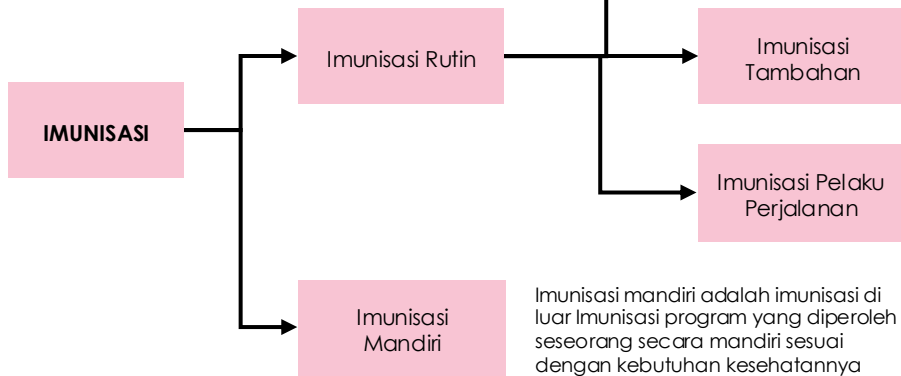 IMUNISASI
Imunisasi Rutin
Imunisasi
Tambahan
Imunisasi Pelaku
Perjalanan
Imunisasi
Mandiri
Imunisasi mandiri adalah imunisasi di
luar Imunisasi program yang diperoleh
seseorang secara mandiri sesuai
dengan kebutuhan kesehatannya